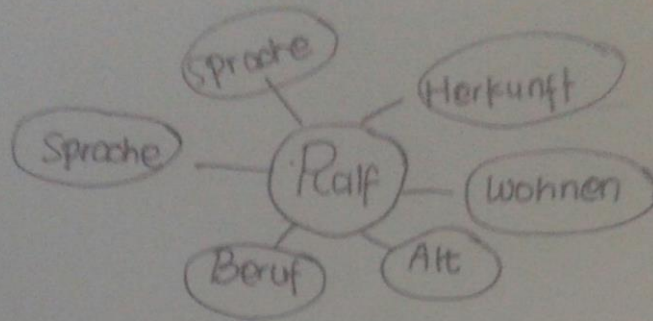 Sprache
Herkunft
Sprache
Ralf
Wohnen
Beruf
Alt